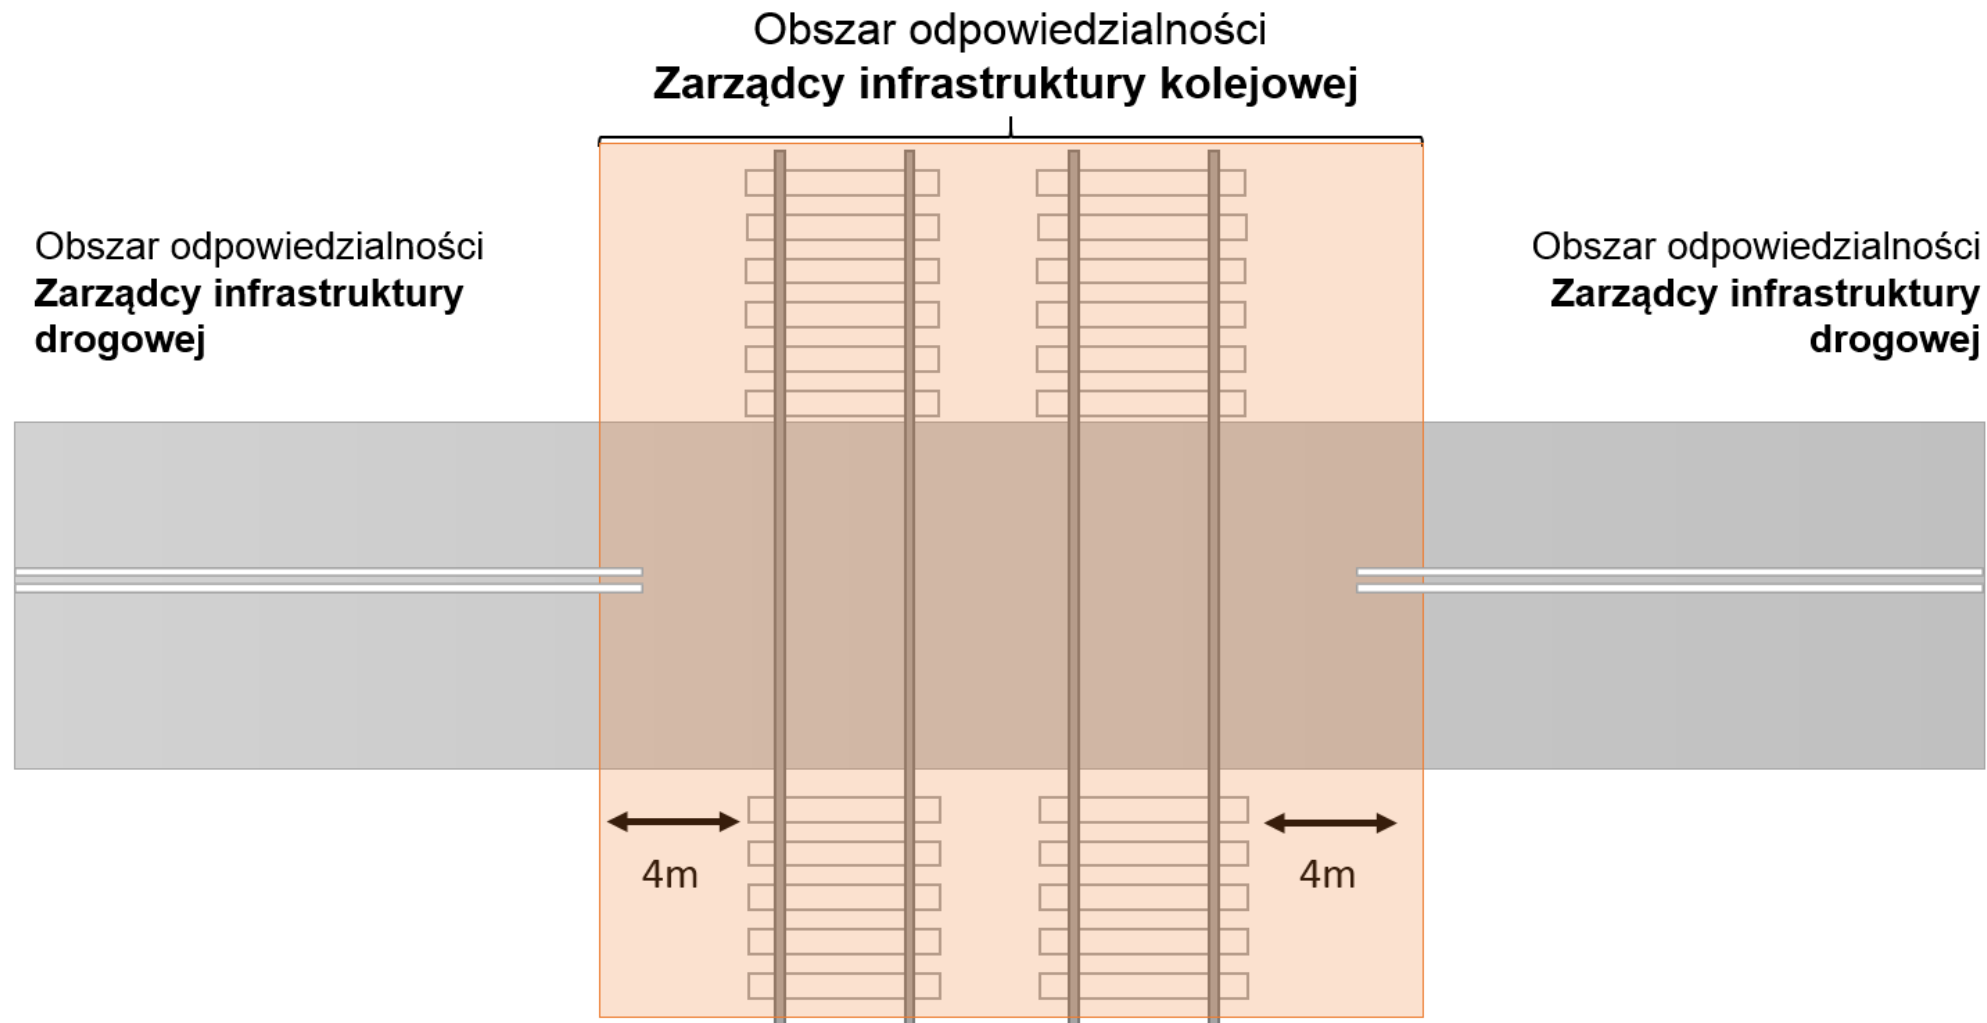 Obszar odpowiedzialności
Zarządcy infrastruktury kolejowej
Obszar odpowiedzialności
Zarządcy infrastruktury
drogowej
Obszar odpowiedzialności
Zarządcy infrastruktury
drogowej
4m
4m